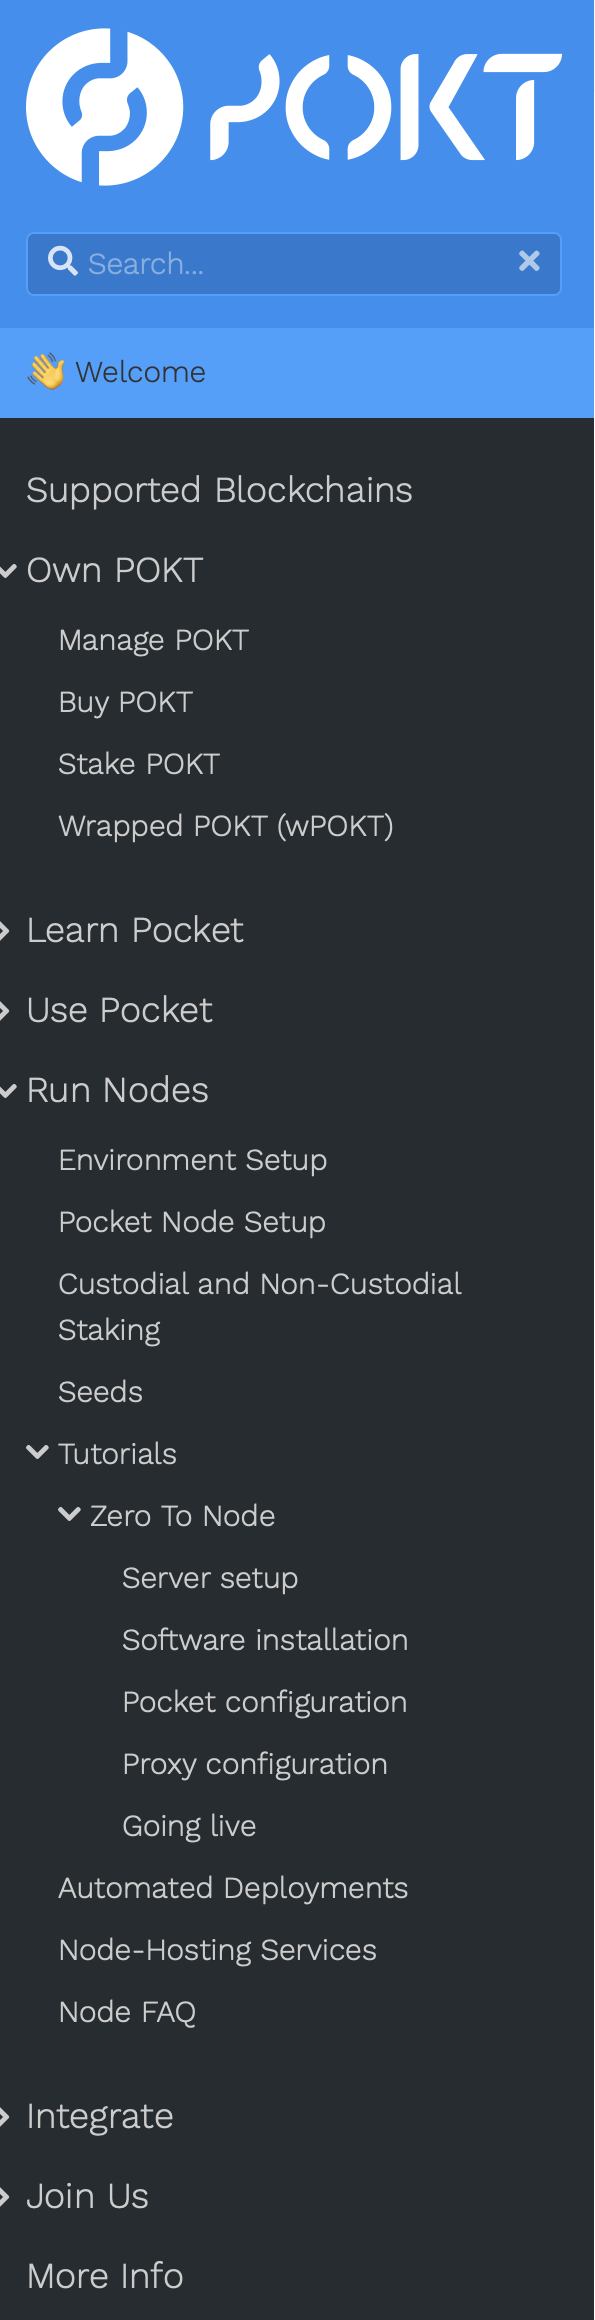 POKT
Search...
👋 Welcome
Supported Blockchains
Own POKT
Manage POKT
Buy POKT
Stake POKT
Wrapped POKT (wPOKT)
Learn Pocket
Use Pocket
Run Nodes
Environment Setup
Pocket Node Setup
Custodial and Non-Custodial
Staking
Seeds
Tutorials
Zero To Node
Server setup
Software installation
Pocket configuration
Proxy configuration
Going live
Automated Deployments
Node-Hosting Services
Node FAQ
Integrate
Join Us
More Info